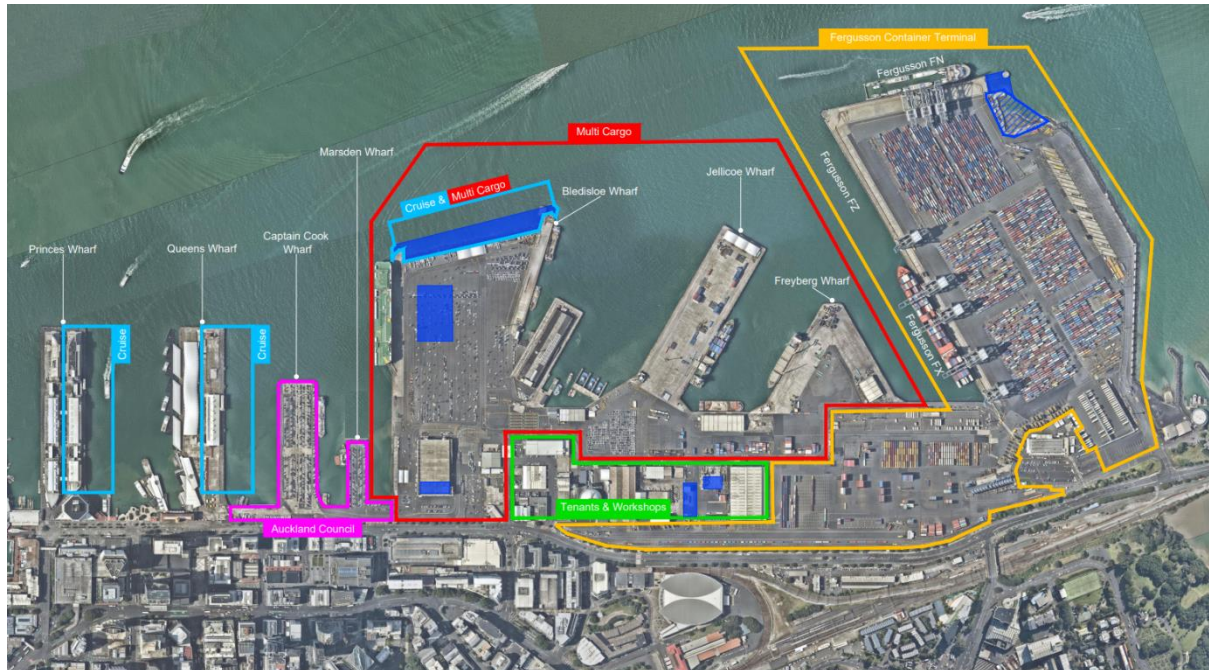 Fergusson Container Terminal
Fergusson FN
Multi Cargo
Marsden Wharf
Cruise & Multi Cargo
Bledisloe Wharf
Jellicoe Wharf
Fergusson FZ
Princes Wharf
Queens Wharf
Captain Cook
Wharf
Freyberg Wharf
Cruise
Cruise
Fergusson FX
Tenants & Workshops
Auckland Council